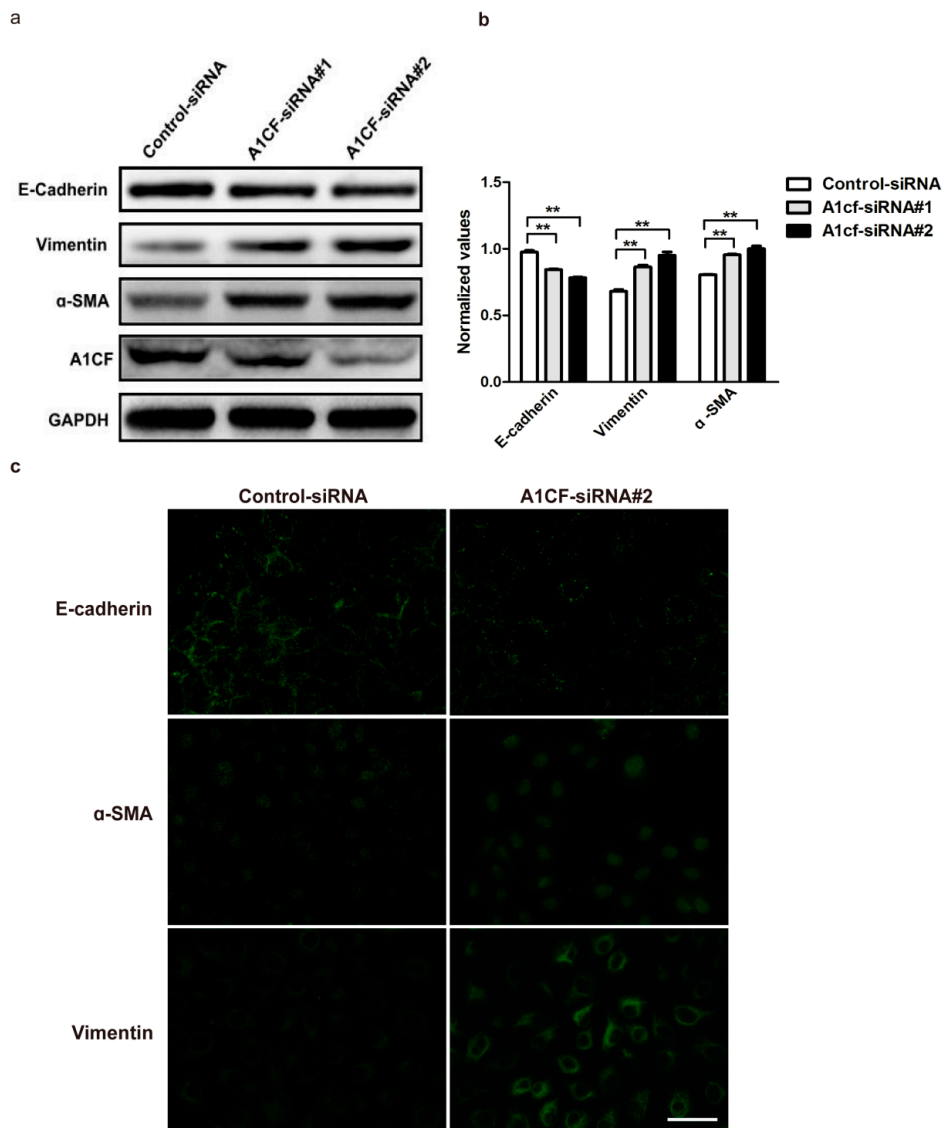 a
Control-siRNA
A1CF-siRNA#1
A1CF-siRNA#2
E-Cadherin
Vimentin
α-SMA
A1CF
GAPDH
b
1.5
1.0
0.5
0.0
Normalized values
** ** ** ** ** **
E-cadherin
Vimentin
α -SMA
Control-siRNA
A1cf-siRNA#1
A1cf-siRNA#2
c
Control-siRNA A1CF-siRNA#2
E-cadherin
α-SMA
Vimentin